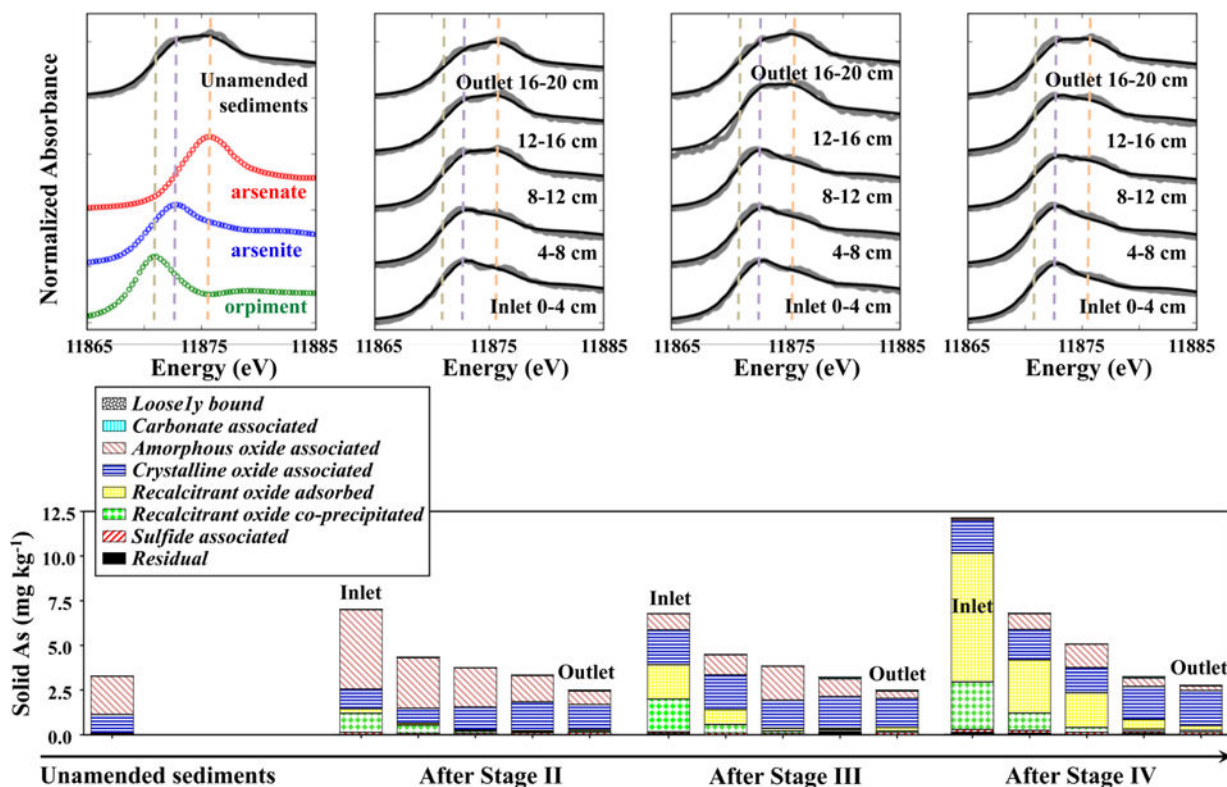 Normalized Absorbance
Unamended
sediments
arsenate
arsenite
orpiment
11865 11875 11885
Energy (eV)
Outlet 16-20 cm
12-16 cm
8-12 cm
4-8 cm
Inlet 0-4 cm
11865 11875 11885
Energy (eV)
Outlet 16-20 cm
12-16 cm
8-12 cm
4-8 cm
Inlet 0-4 cm
11865 11875 11885
Energy (eV)
Outlet 16-20 cm
12-16 cm
8-12 cm
4-8 cm
Inlet 0-4 cm
11865 11875 11885
Energy (eV)
Loosely bound
Carbonate associated
Amorphous oxide associated
Crystalline oxide associated
Recalcitrant oxide adsorbed
Recalcitrant oxide co-precipitated
Sulfide associated
Residual
Solid As (mg kg⁻¹)
12.5
10.0
7.5
5.0
2.5
0.0
Inlet
Outlet
Inlet
Outlet
Inlet
Outlet
Unamended sediments
After Stage II
After Stage III
After Stage IV